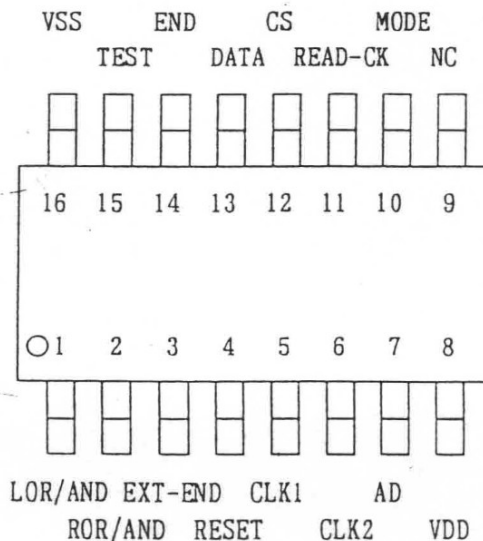 VSS END CS MODE
TEST DATA READ-CK NC
16 15 14 13 12 11 10 9
1 2 3 4 5 6 7 8
LOR/AND EXT-END CLK1 AD
ROR/AND RESET CLK2 VDD